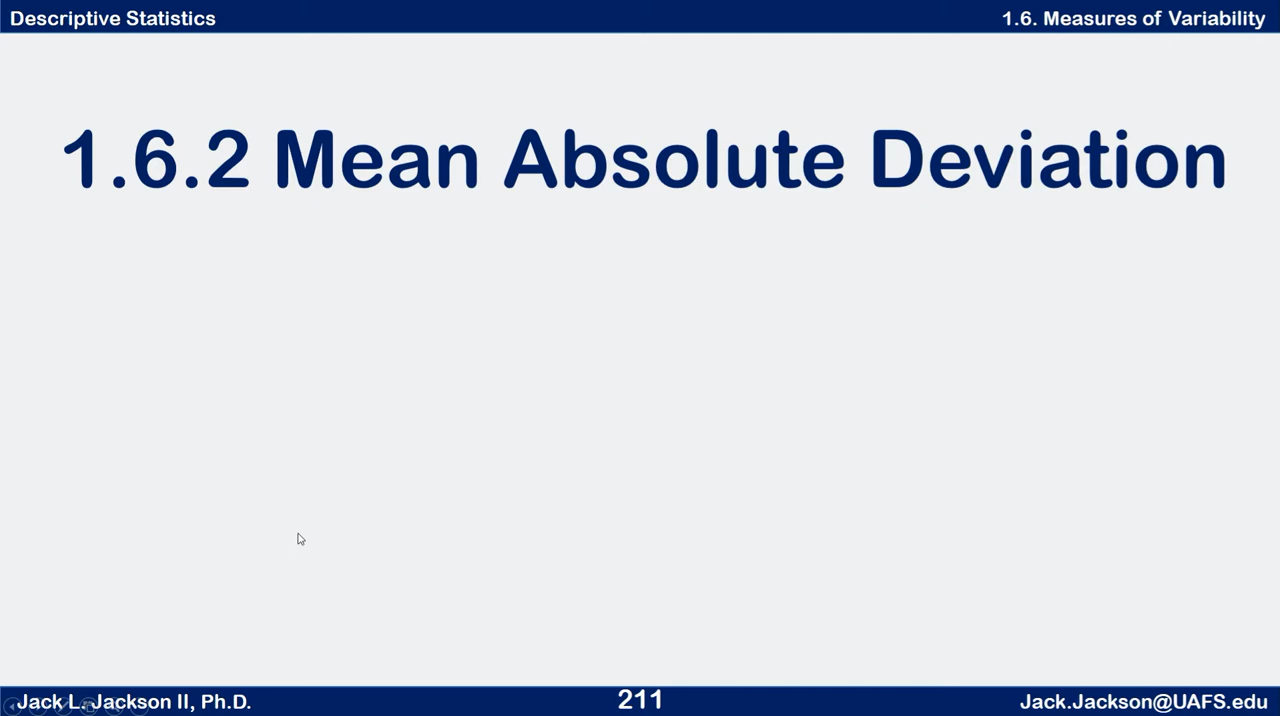 Descriptive Statistics
1.6. Measures of Variability
1.6.2 Mean Absolute Deviation
Jack L. Jackson II, Ph.D.
211
Jack.Jackson@UAFS.edu